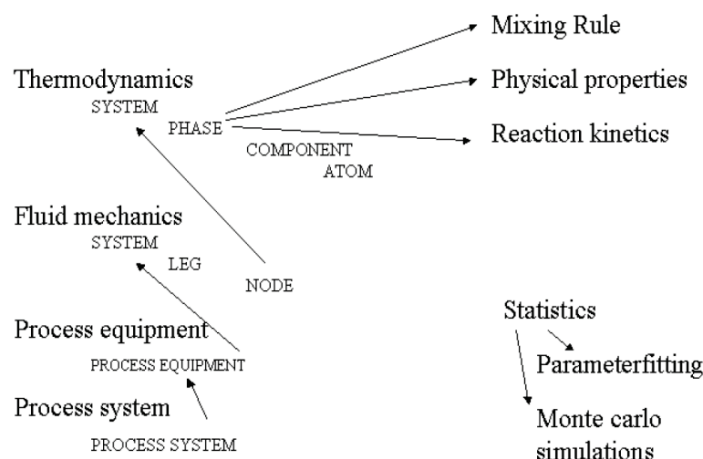 Mixing Rule
Thermodynamics
Physical properties
SYSTEM
PHASE
Reaction kinetics
COMPONENT
ATOM
Fluid mechanics
SYSTEM
LEG
NODE
Statistics
Process equipment
PROCESS EQUIPMENT
Parameterfitting
Process system
Monte carlo
simulations
PROCESS SYSTEM